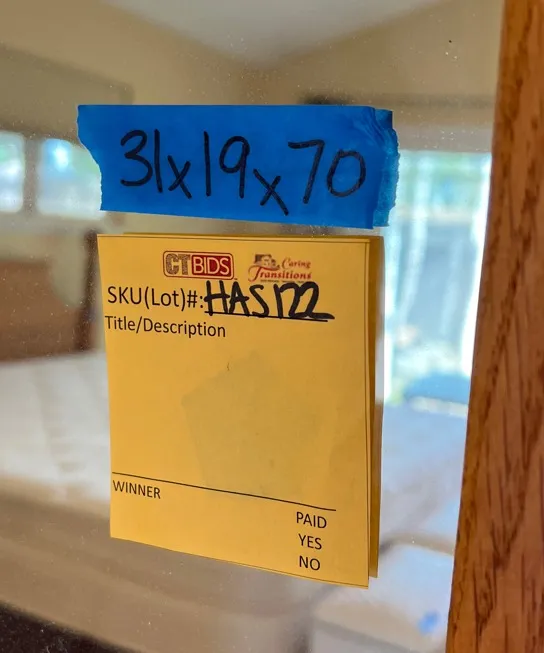 31x19x70
CTBIDS Caring Transitions
SKU(Lot)#:HAS122
Title/Description
WINNER
PAID
YES
NO